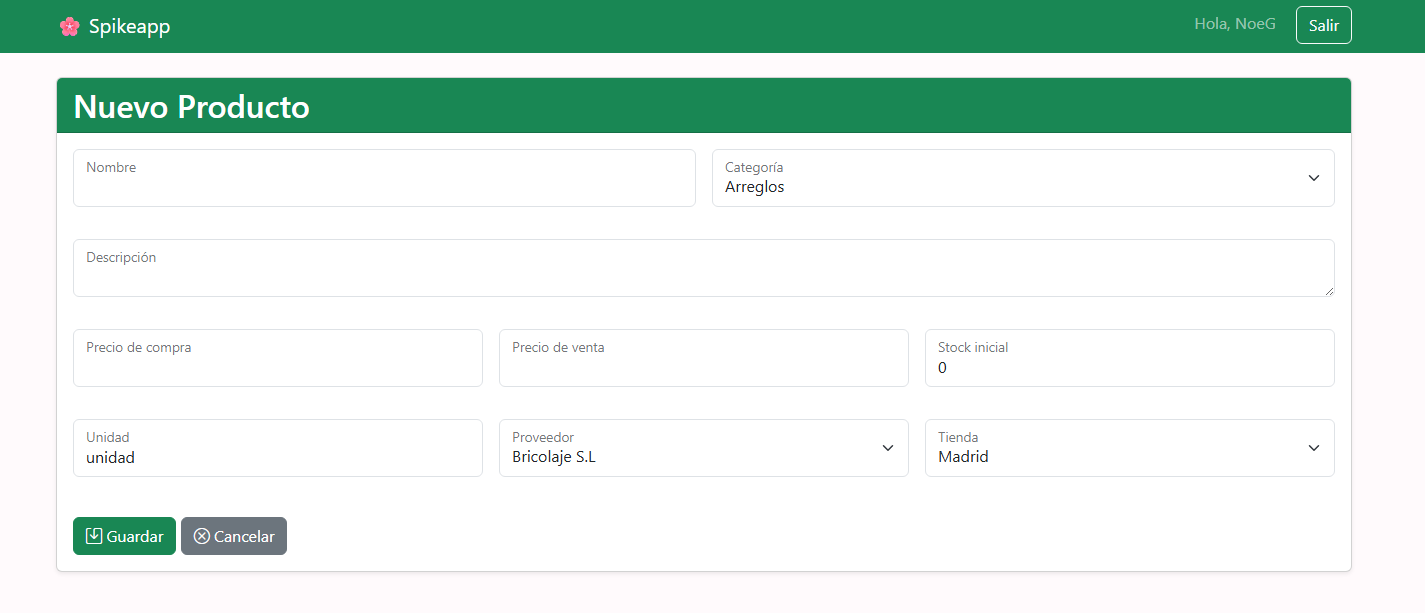 Spikeapp
Hola, NoeG
Salir
Nuevo Producto
Nombre
Categoría
Arreglos
Descripción
Precio de compra
Precio de venta
Stock inicial
0
Unidad
unidad
Proveedor
Bricolaje S.L
Tienda
Madrid
Guardar
Cancelar